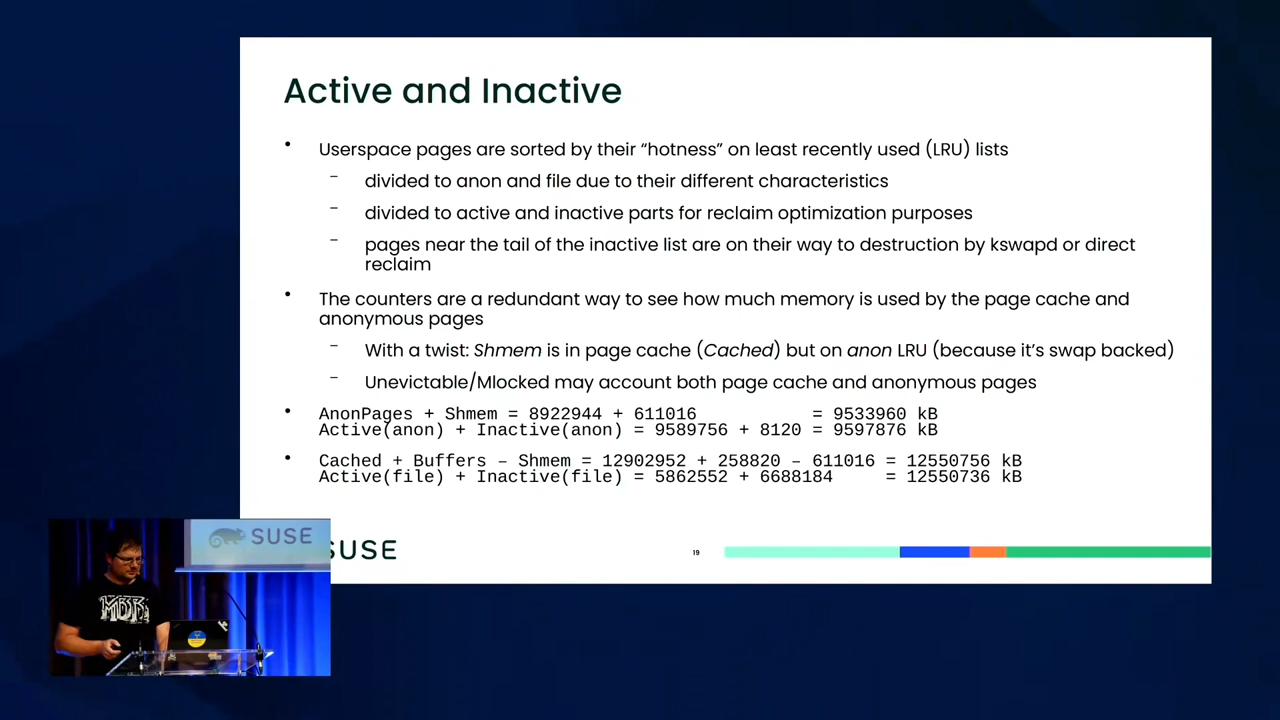 Active and Inactive
• Userspace pages are sorted by their “hotness” on least recently used (LRU) lists
– divided to anon and file due to their different characteristics
– divided to active and inactive parts for reclaim optimization purposes
– pages near the tail of the inactive list are on their way to destruction by kswapd or direct
reclaim
• The counters are a redundant way to see how much memory is used by the page cache and
anonymous pages
– With a twist: Shmem is in page cache (Cached) but on anon LRU (because it’s swap backed)
– Unevictable/Mlocked may account both page cache and anonymous pages
• AnonPages + Shmem = 8922944 + 611016 = 9533960 kB
Active(anon) + Inactive(anon) = 9589756 + 8120 = 9597876 kB
• Cached + Buffers – Shmem = 12902952 + 258820 – 611016 = 12550756 kB
Active(file) + Inactive(file) = 5862552 + 6688184 = 12550736 kB
SUSE
19
SUSE